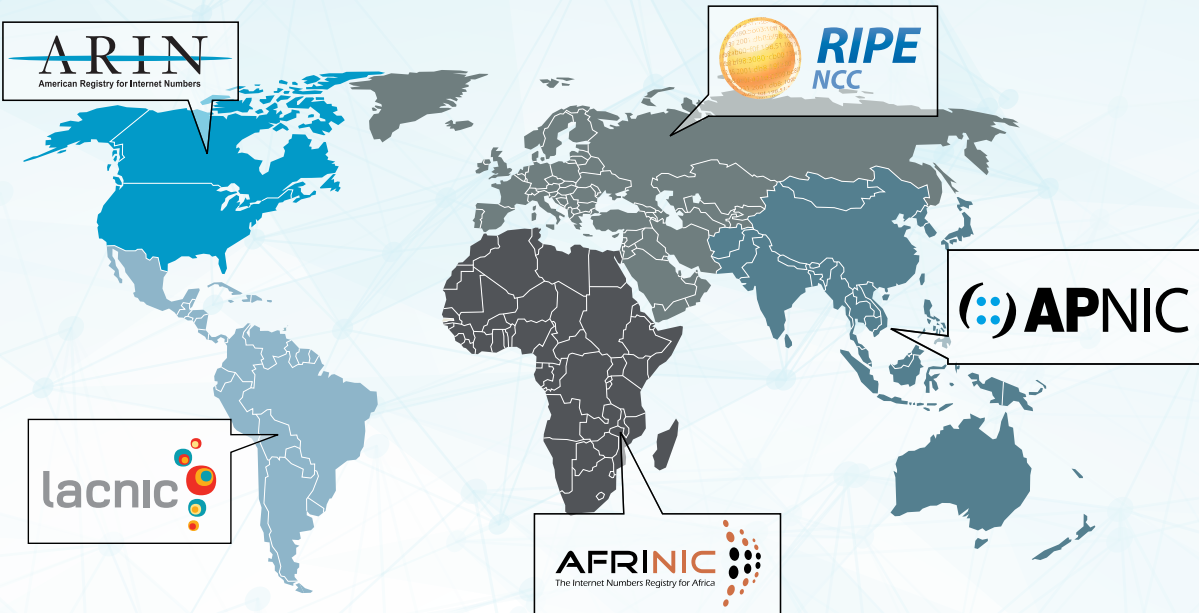 ARIN
American Registry for Internet Numbers
RIPE
NCC
APNIC
lacnic
AFRINIC
The Internet Numbers Registry for Africa